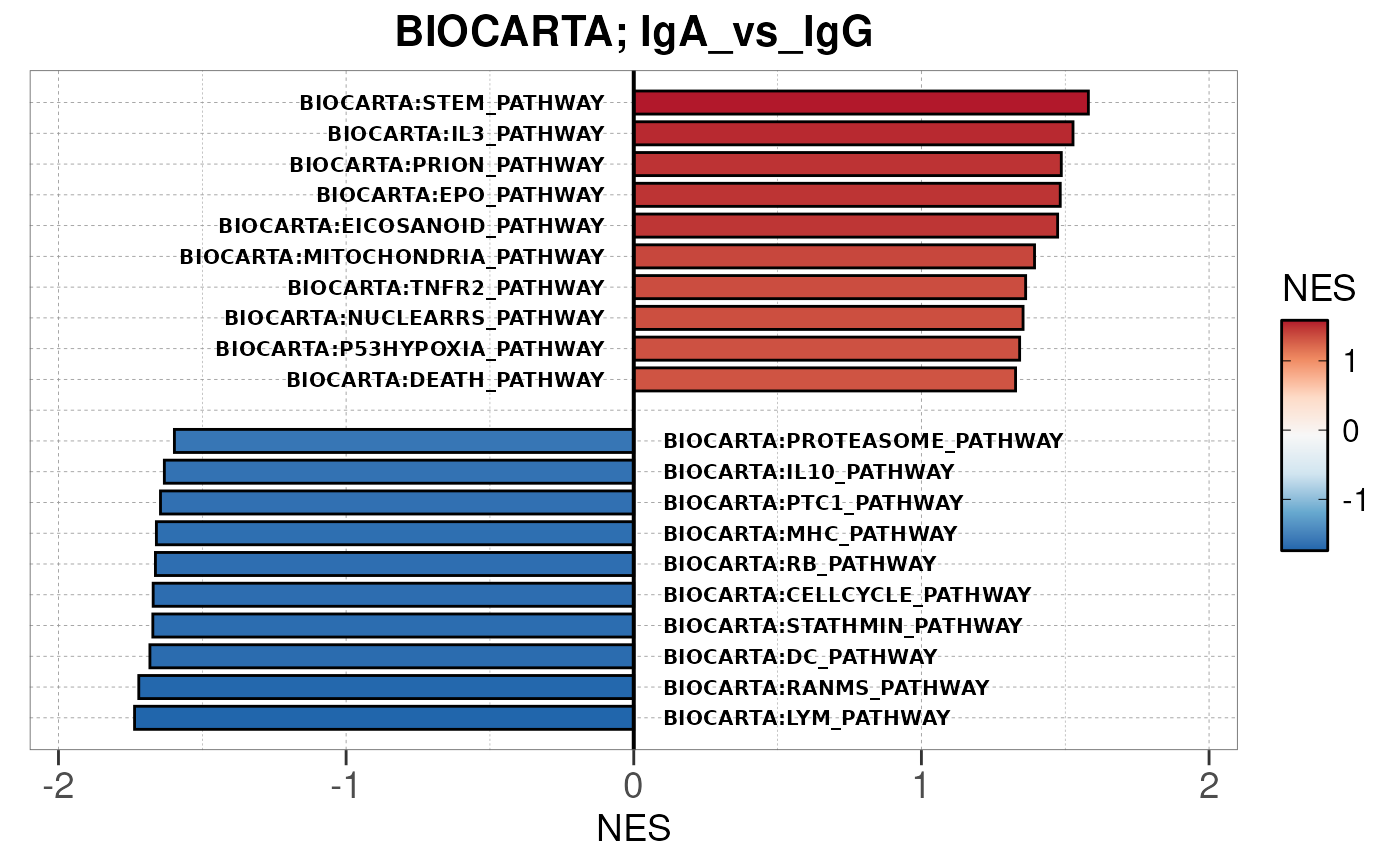 BIOCARTA; IgA_vs_IgG
BIOCARTA:STEM_PATHWAY
BIOCARTA:IL3_PATHWAY
BIOCARTA:PRION_PATHWAY
BIOCARTA:EPO_PATHWAY
BIOCARTA:EICOSANOID_PATHWAY
BIOCARTA:MITOCHONDRIA_PATHWAY
BIOCARTA:TNFR2_PATHWAY
BIOCARTA:NUCLEARRS_PATHWAY
BIOCARTA:P53HYPOXIA_PATHWAY
BIOCARTA:DEATH_PATHWAY
BIOCARTA:PROTEASOME_PATHWAY
BIOCARTA:IL10_PATHWAY
BIOCARTA:PTC1_PATHWAY
BIOCARTA:MHC_PATHWAY
BIOCARTA:RB_PATHWAY
BIOCARTA:CELLCYCLE_PATHWAY
BIOCARTA:STATHMIN_PATHWAY
BIOCARTA:DC_PATHWAY
BIOCARTA:RANMS_PATHWAY
BIOCARTA:LYM_PATHWAY
-2 -1 0 1 2
NES
NES
1
0
-1